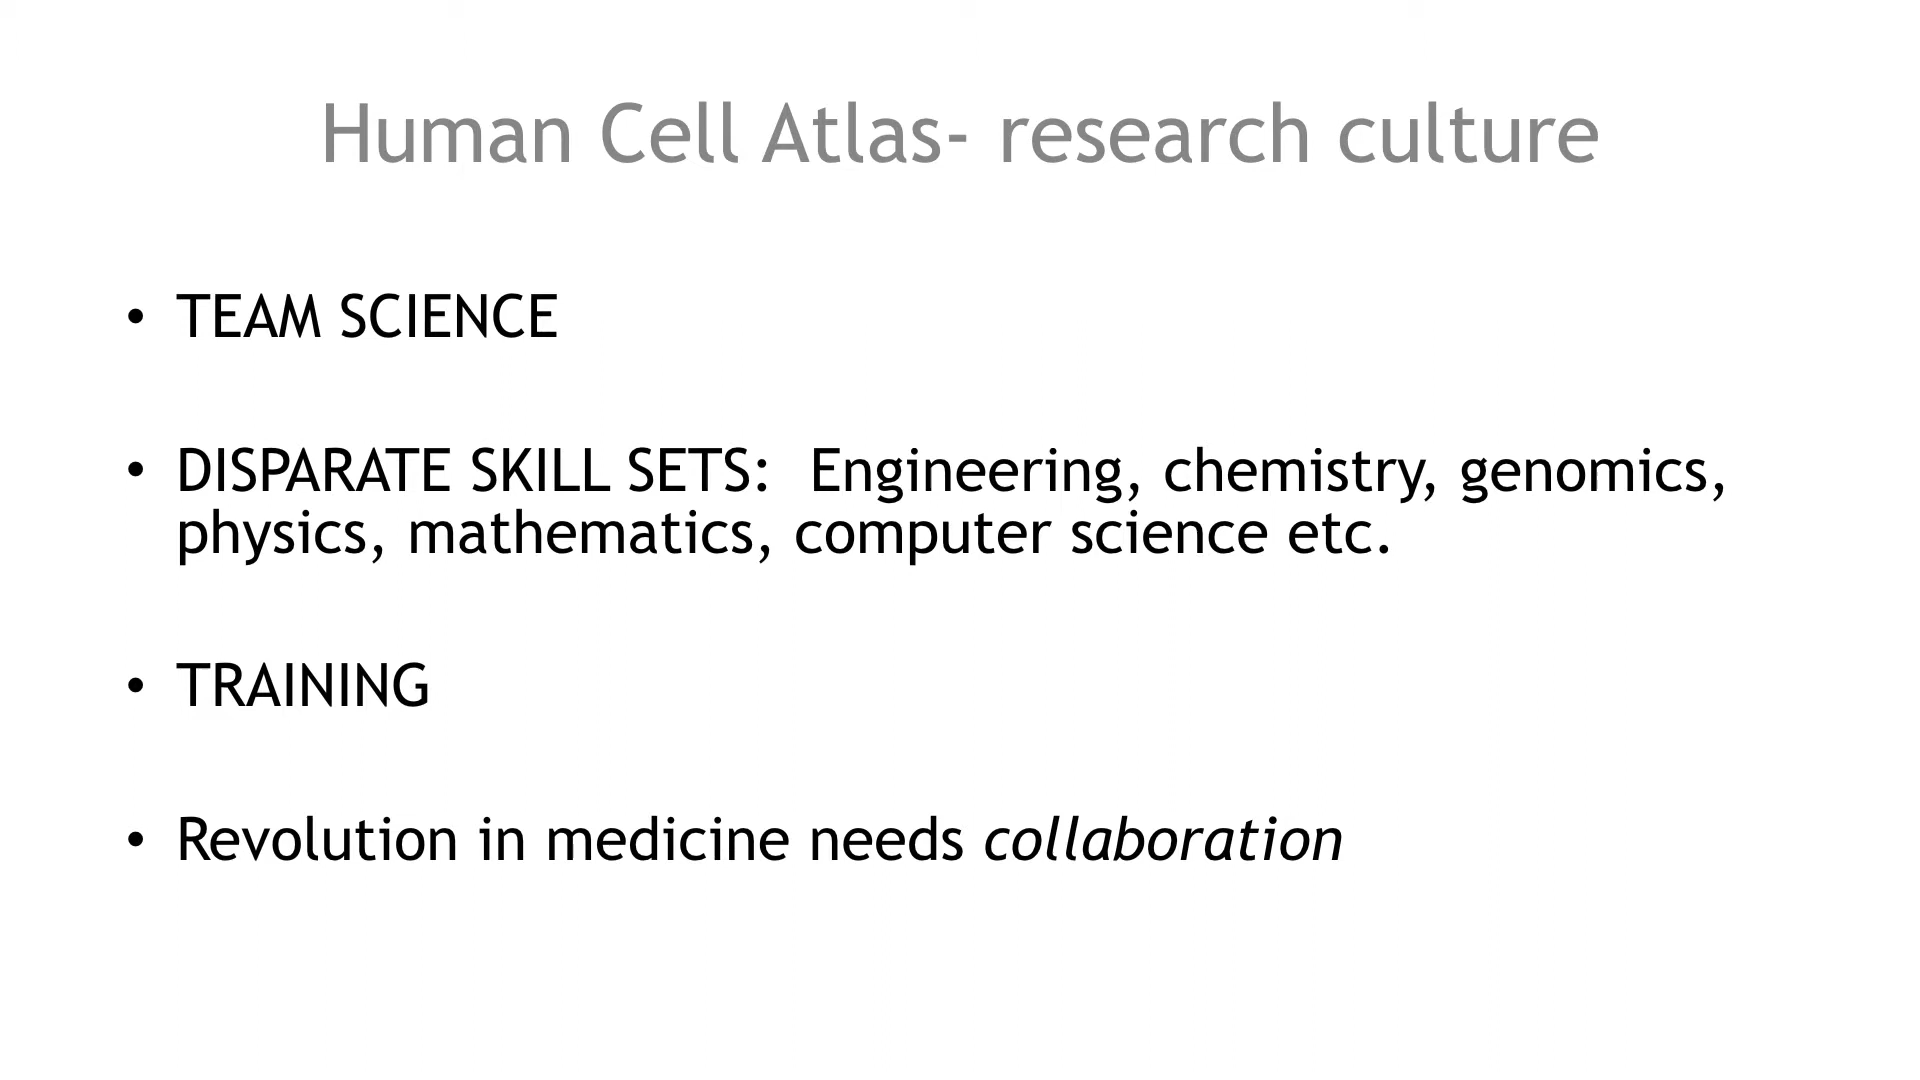 Human Cell Atlas- research culture
• TEAM SCIENCE
• DISPARATE SKILL SETS:  Engineering, chemistry, genomics,
physics, mathematics, computer science etc.
• TRAINING
• Revolution in medicine needs collaboration